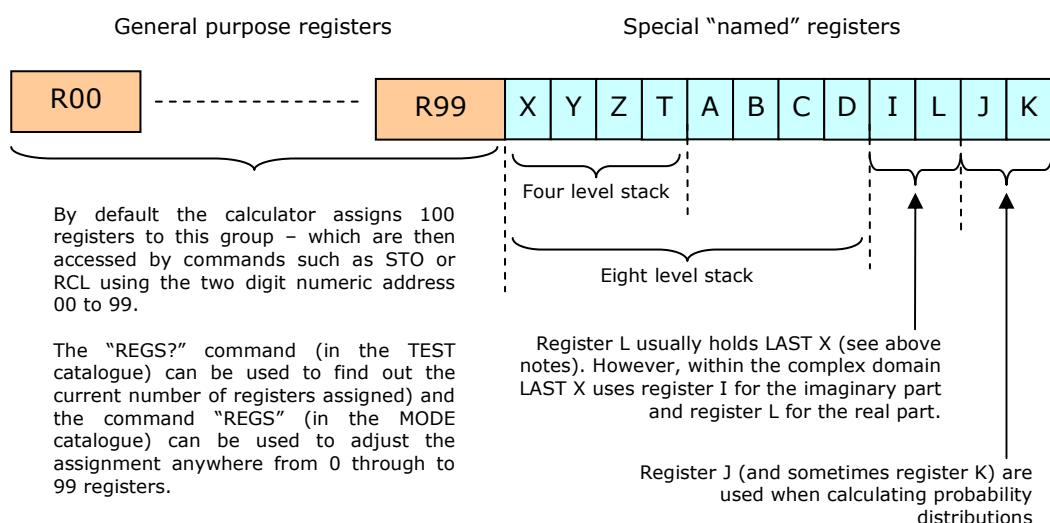 General purpose registers
Special “named” registers
R00
R99
X Y Z T A B C D I L J K
Four level stack
Eight level stack
By default the calculator assigns 100
registers to this group – which are then
accessed by commands such as STO or
RCL using the two digit numeric address
00 to 99.
The “REGS?” command (in the TEST
catalogue) can be used to find out the
current number of registers assigned) and
the command “REGS” (in the MODE
catalogue) can be used to adjust the
assignment anywhere from 0 through to
99 registers.
Register L usually holds LAST X (see above
notes). However, within the complex domain
LAST X uses register I for the imaginary part
and register L for the real part.
Register J (and sometimes register K) are
used when calculating probability
distributions